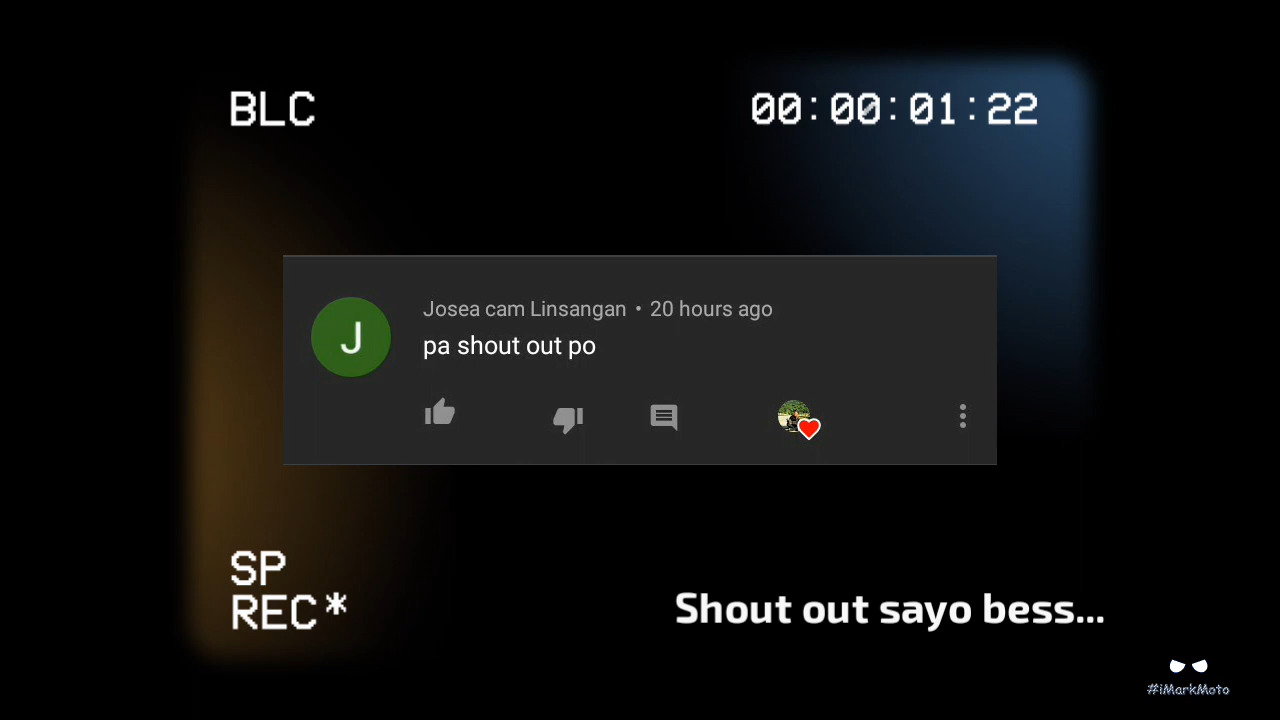 BLC
00:00:01:22
J
Josea cam Linsangan • 20 hours ago
pa shout out po
SP
REC*
Shout out sayo bess...
#iMarkMoto